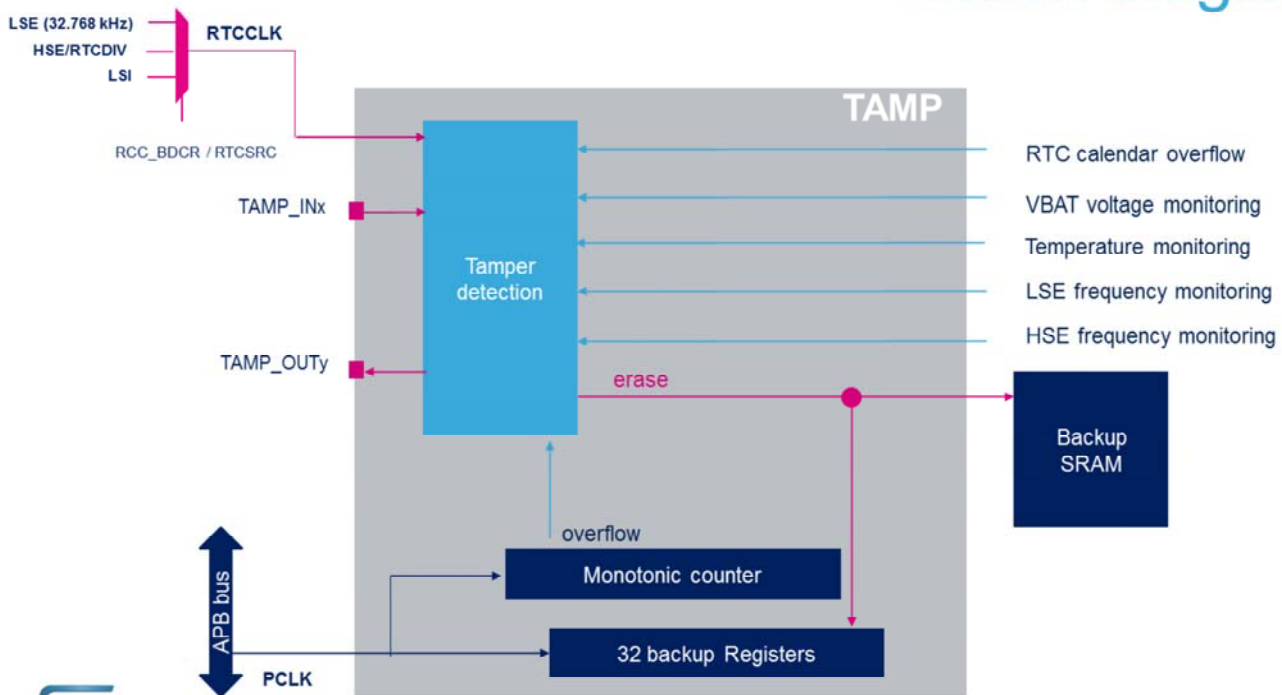 LSE (32.768 kHz)
HSE/RTCDIV
LSI
RTCCLK
RCC_BDCR / RTCSRC
TAMP
TAMP_INx
TAMP_OUTy
Tamper
detection
RTC calendar overflow
VBAT voltage monitoring
Temperature monitoring
LSE frequency monitoring
HSE frequency monitoring
erase
Backup
SRAM
overflow
Monotonic counter
32 backup Registers
APB bus
PCLK